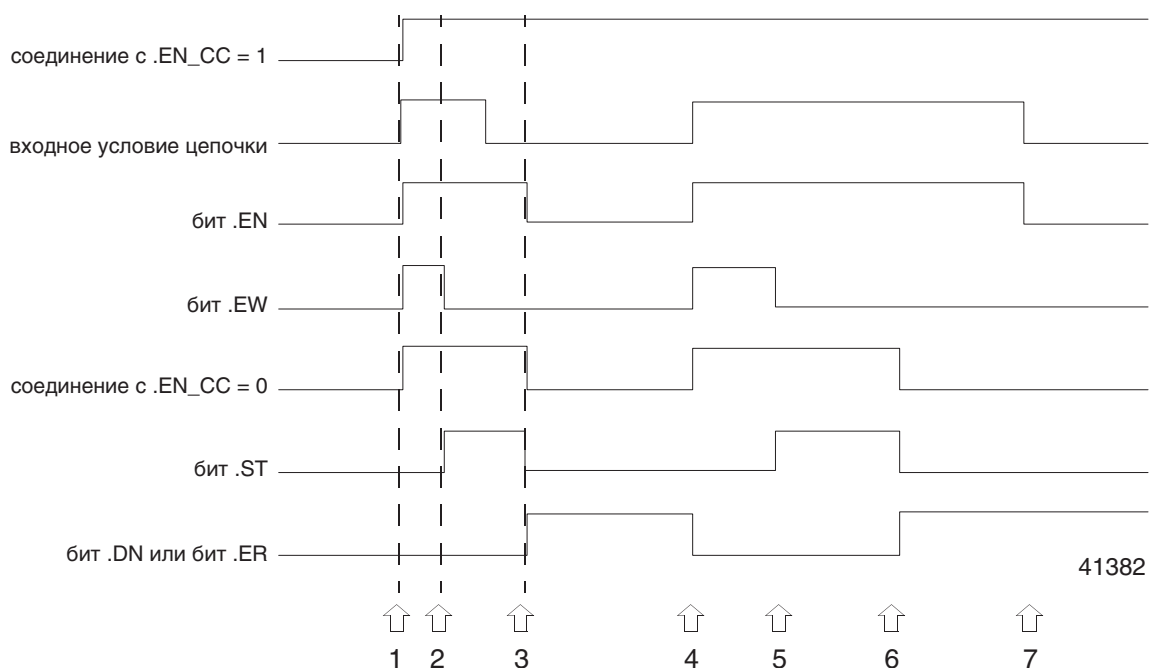 соединение с .EN_CC = 1
входное условие цепочки
бит .EN
бит .EW
соединение с .EN_CC = 0
бит .ST
бит .DN или бит .ER
41382
1 2 3 4 5 6 7